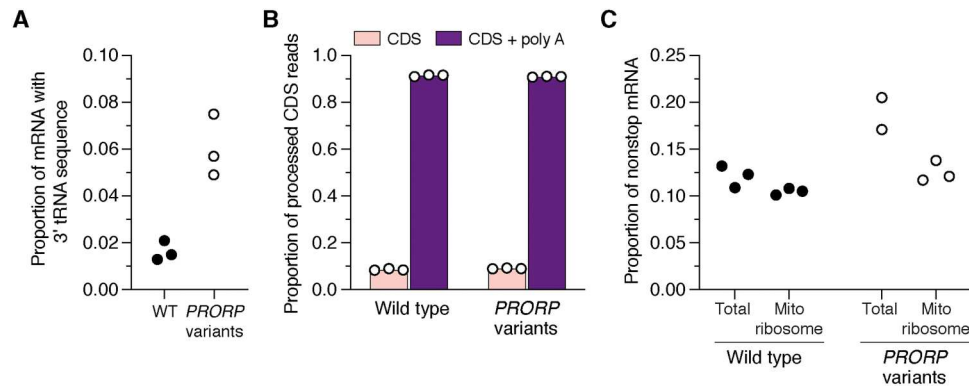 A
Proportion of mRNA with
3' tRNA sequence
0.10
0.08
0.06
0.04
0.02
0.00
WT
PRORP
variants
B
CDS
CDS + poly A
Proportion of processed CDS reads
1.0
0.8
0.6
0.4
0.2
0.0
Wild type
PRORP
variants
C
Proportion of nonstop mRNA
0.25
0.20
0.15
0.10
0.05
0.00
Total
Mito
ribosome
Total
Mito
ribosome
Wild type
PRORP
variants